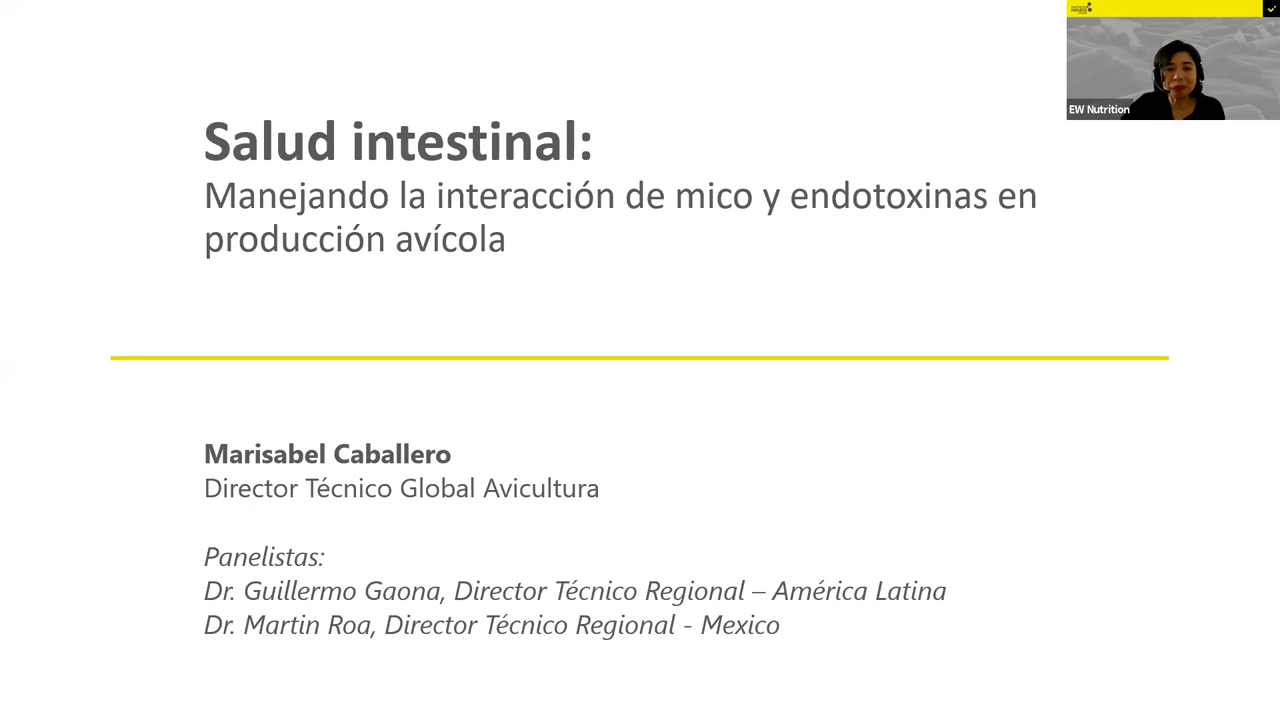 EW Nutrition
Salud intestinal:
Manejando la interacción de mico y endotoxinas en
producción avícola
Marisabel Caballero
Director Técnico Global Avicultura
Panelistas:
Dr. Guillermo Gaona, Director Técnico Regional – América Latina
Dr. Martin Roa, Director Técnico Regional - Mexico